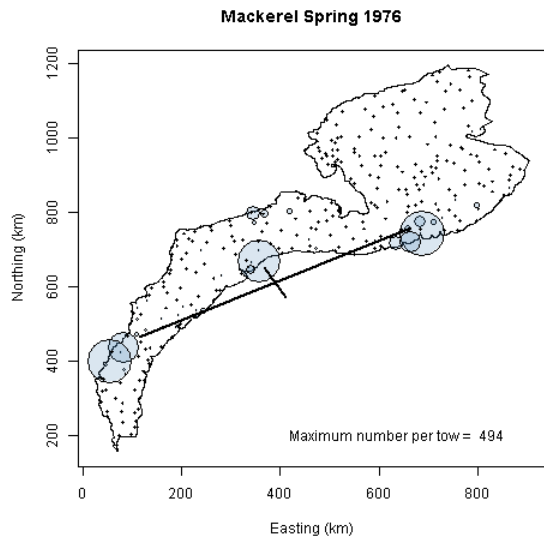 Mackerel Spring 1976
Northing (km)
1200
1000
800
600
400
200
Maximum number per tow = 494
0 200 400 600 800
Easting (km)